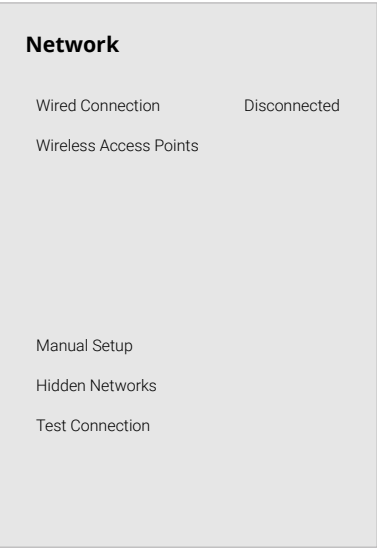 Network
Wired Connection Disconnected
Wireless Access Points
Manual Setup
Hidden Networks
Test Connection